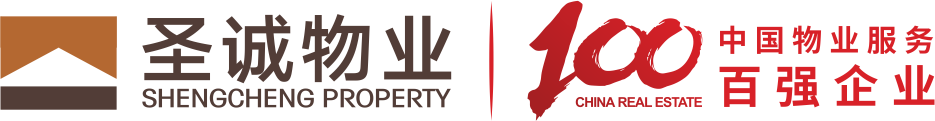 圣诚物业
SHENGCHENG PROPERTY
100
CHINA REAL ESTATE
中国物业服务
百强企业